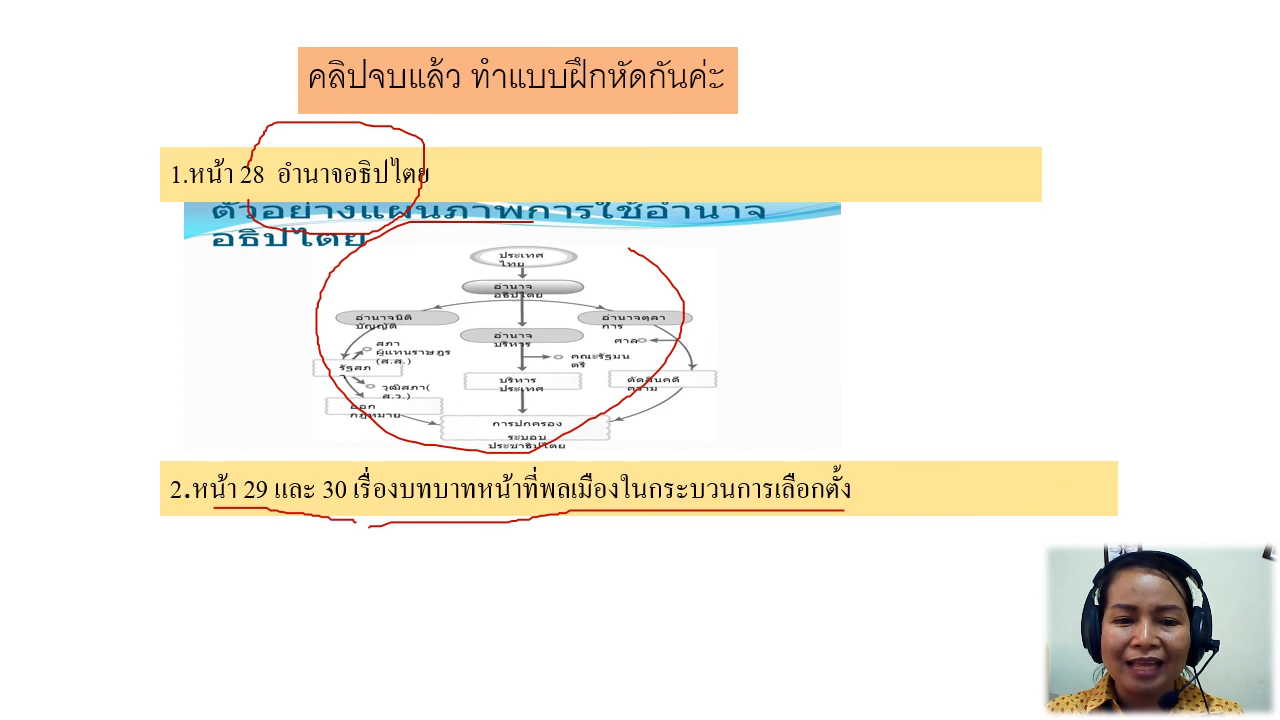 คลิปจบแล้ว ทำแบบฝึกหัดกันค่ะ
1.หน้า 28 อำนาจอธิปไตย
ตัวอย่างแผนภาพการใช้อำนาจ
อธิปไตย
ประเทศ
ไทย
อำนาจ
อธิปไตย
อำนาจนิติ
บัญญัติ
อำนาจ
บริหาร
อำนาจตุลา
การ
สภา
ผู้แทนราษฎร
(ส.ส.)
ศาล
คณะรัฐมน
ตรี
รัฐสภ
า
วุฒิสภา(
ส.ว.)
บริหาร
ประเทศ
ตัดสินคดี
ความ
ออก
กฎหมาย
การปกครอง
ระบอบ
ประชาธิปไตย
2.หน้า 29 และ 30 เรื่องบทบาทหน้าที่พลเมืองในกระบวนการเลือกตั้ง